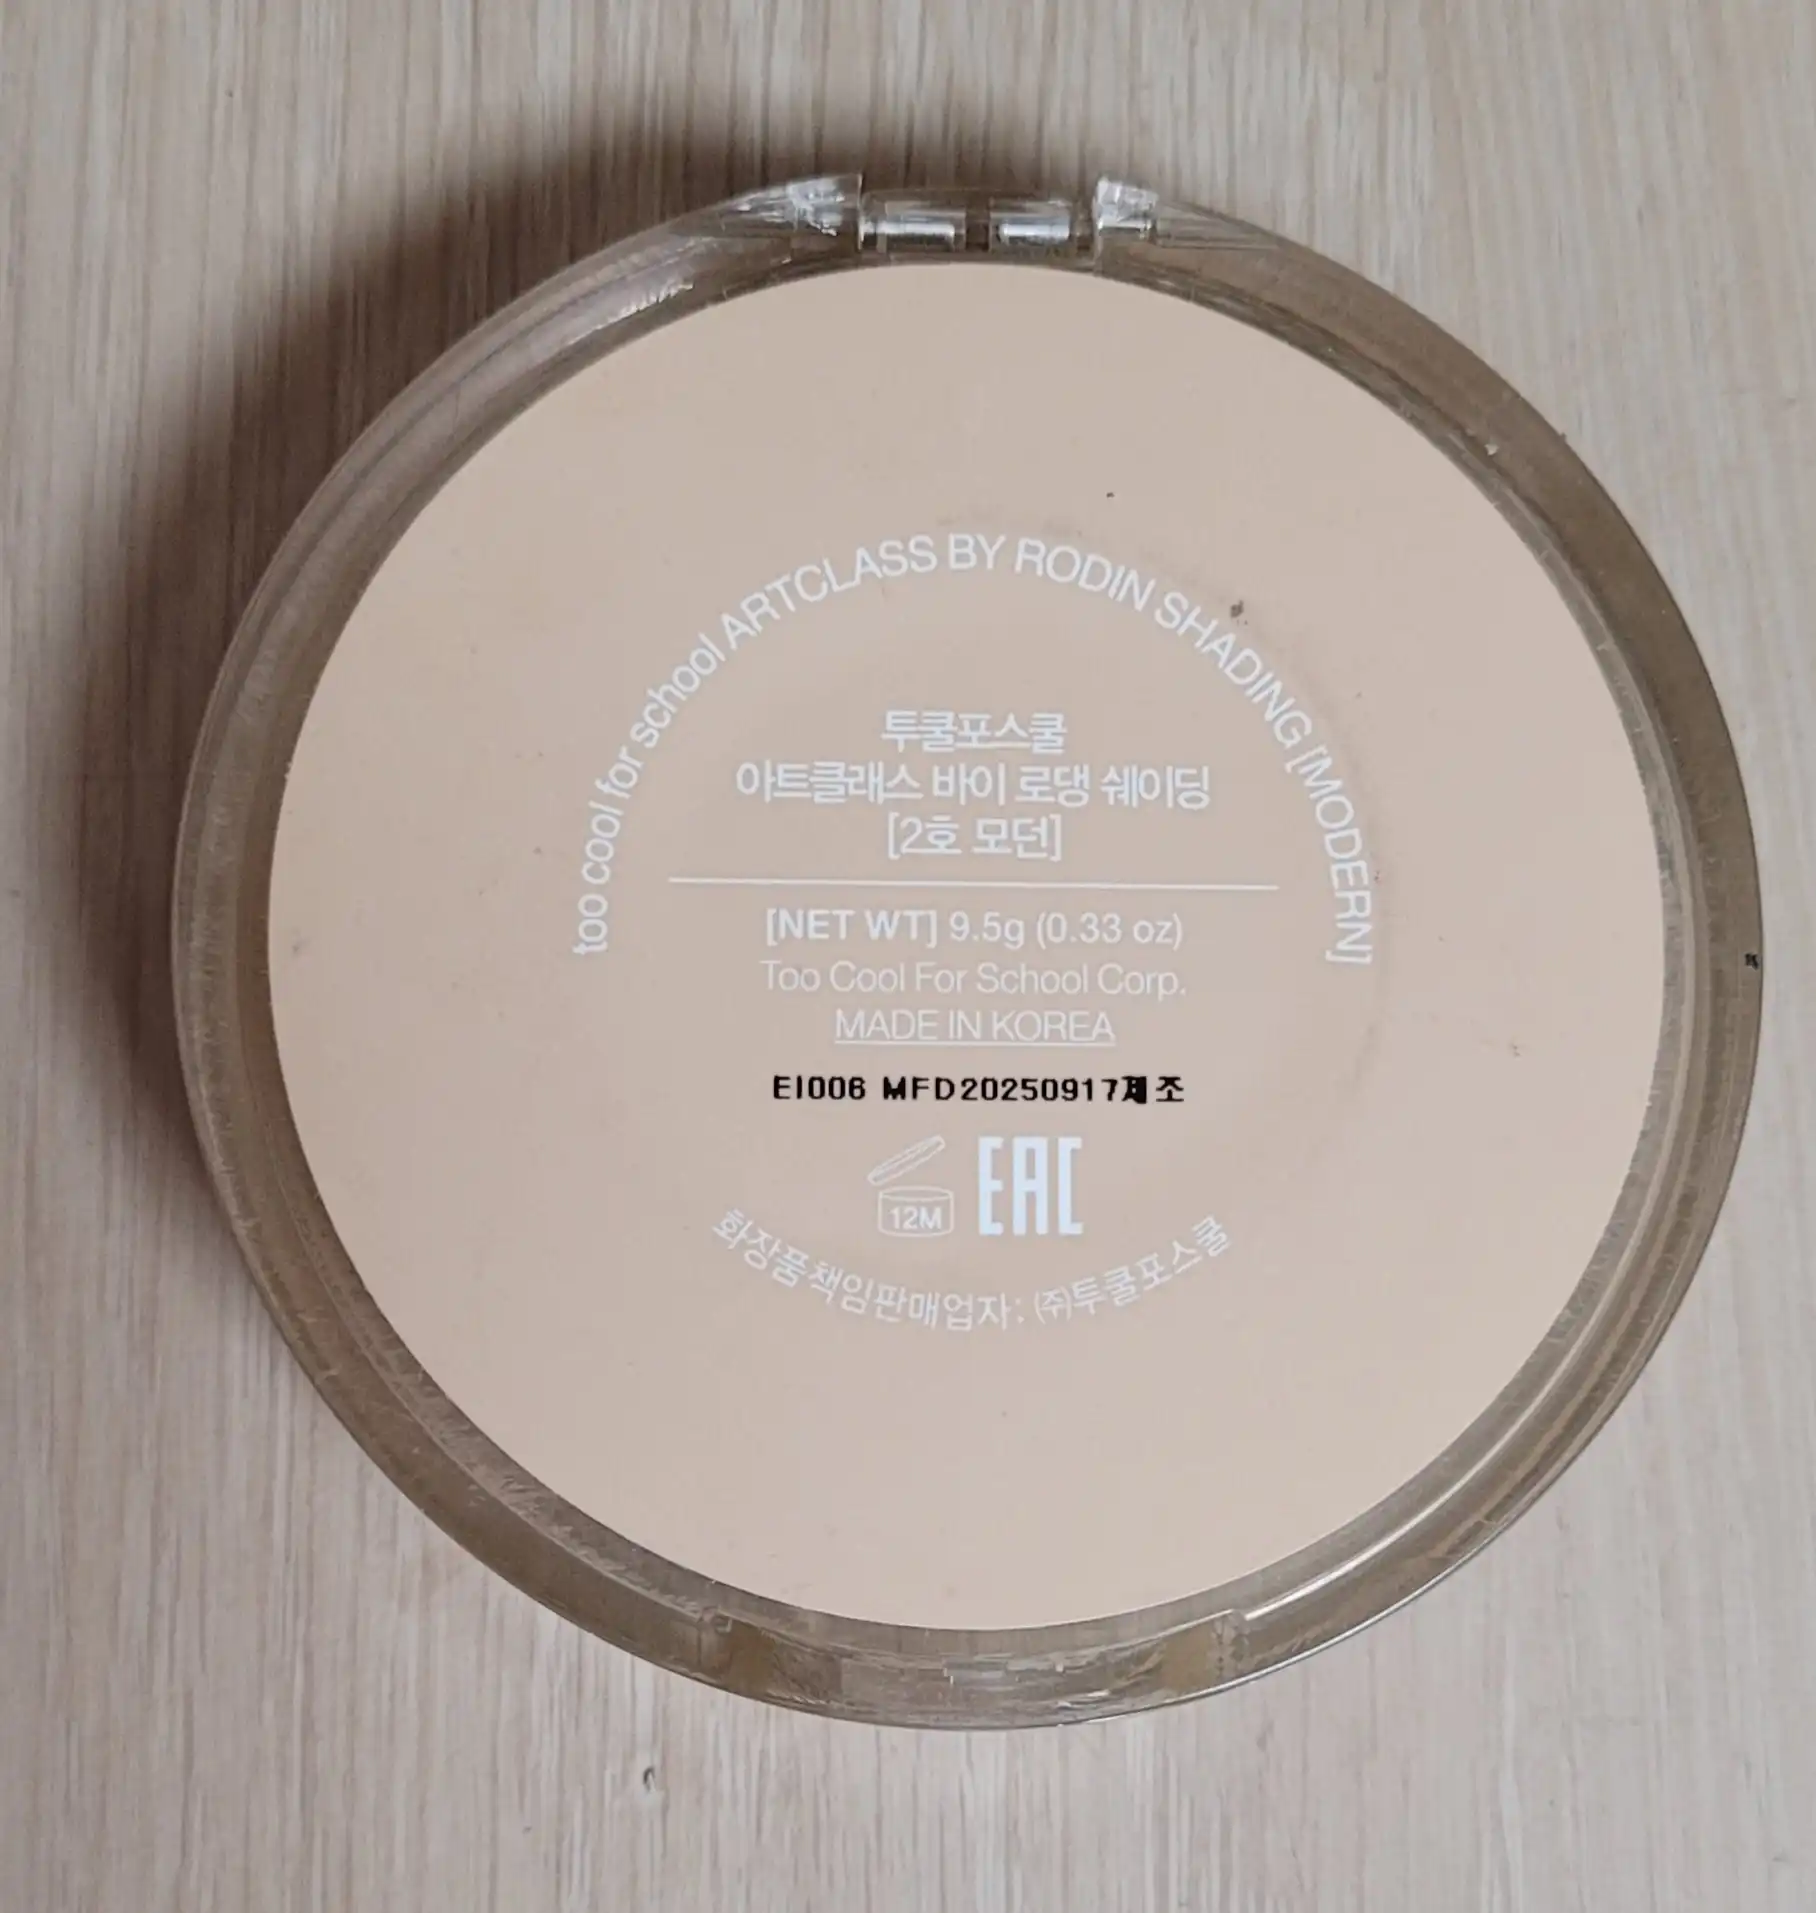 too cool for school ARTCLASS BY RODIN SHADING [MODERN]
투쿨포스쿨
아트클래스 바이 로댕 쉐이딩
[2호 모던]
[NET WT] 9.5g (0.33 oz)
Too Cool For School Corp.
MADE IN KOREA
EI006 MFD20250917제조
12M
EAC
화장품책임판매업자: ㈜투쿨포스쿨